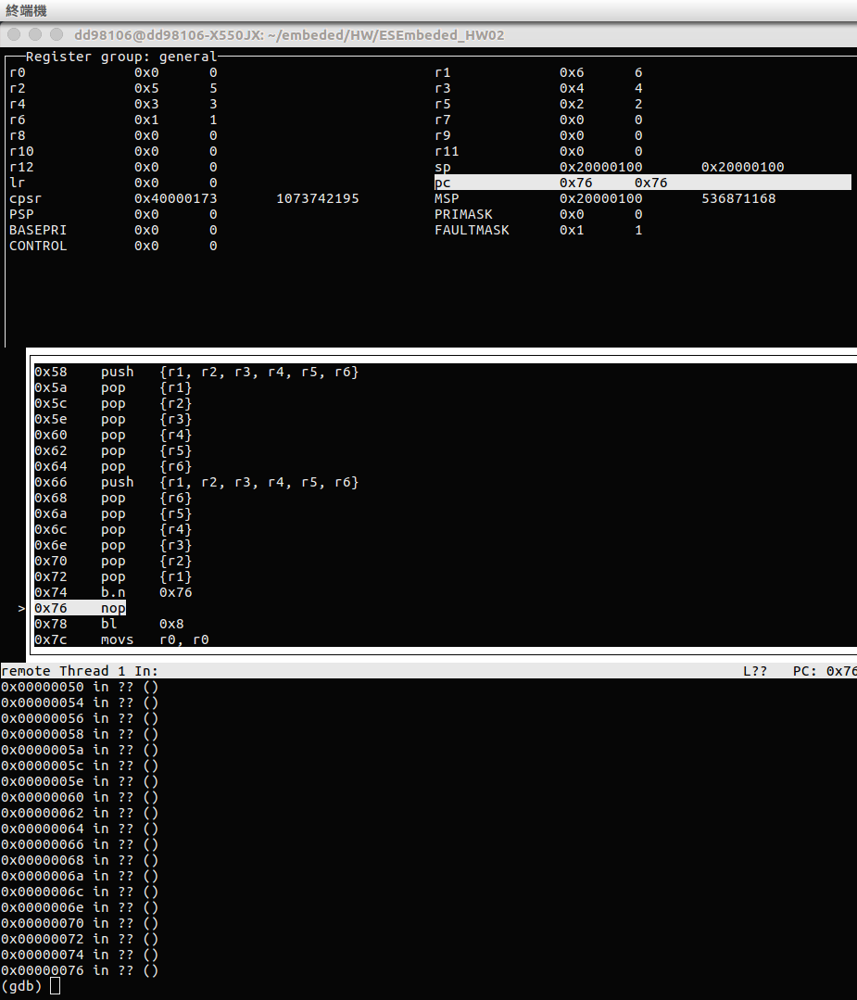 終端機
dd98106@dd98106-X550JX: ~/embeded/HW/ESEmbeded_HW02
Register group: general
r0 0x0 0 r1 0x6 6
r2 0x5 5 r3 0x4 4
r4 0x3 3 r5 0x2 2
r6 0x1 1 r7 0x0 0
r8 0x0 0 r9 0x0 0
r10 0x0 0 r11 0x0 0
r12 0x0 0 sp 0x20000100 0x20000100
lr 0x0 0 pc 0x76 0x76
cpsr 0x40000173 1073742195 MSP 0x20000100 536871168
PSP 0x0 0 PRIMASK 0x0 0
BASEPRI 0x0 0 FAULTMASK 0x1 1
CONTROL 0x0 0
0x58 push {r1, r2, r3, r4, r5, r6}
0x5a pop {r1}
0x5c pop {r2}
0x5e pop {r3}
0x60 pop {r4}
0x62 pop {r5}
0x64 pop {r6}
0x66 push {r1, r2, r3, r4, r5, r6}
0x68 pop {r6}
0x6a pop {r5}
0x6c pop {r4}
0x6e pop {r3}
0x70 pop {r2}
0x72 pop {r1}
0x74 b.n 0x76
> 0x76 nop
0x78 bl 0x8
0x7c movs r0, r0
remote Thread 1 In: L?? PC: 0x76
0x00000050 in ?? ()
0x00000054 in ?? ()
0x00000056 in ?? ()
0x00000058 in ?? ()
0x0000005a in ?? ()
0x0000005c in ?? ()
0x0000005e in ?? ()
0x00000060 in ?? ()
0x00000062 in ?? ()
0x00000064 in ?? ()
0x00000066 in ?? ()
0x00000068 in ?? ()
0x0000006a in ?? ()
0x0000006c in ?? ()
0x0000006e in ?? ()
0x00000070 in ?? ()
0x00000072 in ?? ()
0x00000074 in ?? ()
0x00000076 in ?? ()
(gdb)